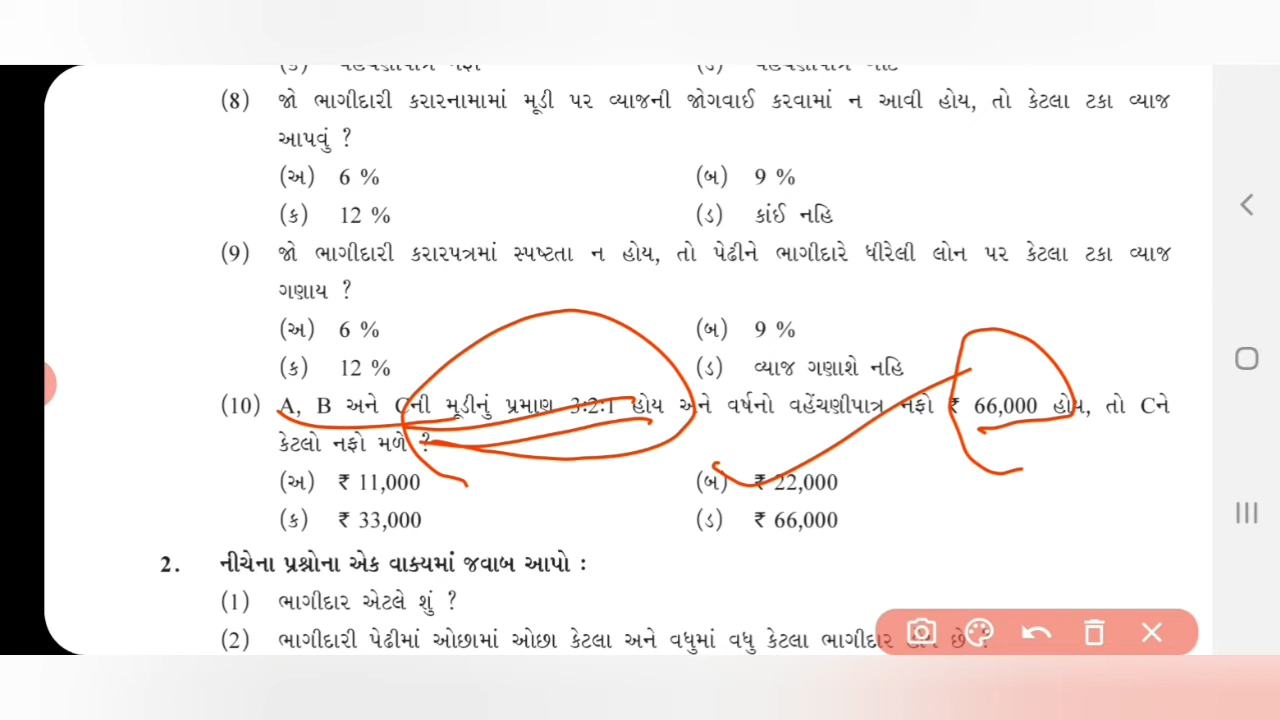 (8) જો ભાગીદારી કરારનામામાં મૂડી પર વ્યાજની જોગવાઈ કરવામાં ન આવી હોય, તો કેટલા ટકા વ્યાજ
આપવું ?
(અ) 6 % (બ) 9 %
(ક) 12 % (ડ) કાંઈ નહિ
(9) જો ભાગીદારી કરારપત્રમાં સ્પષ્ટતા ન હોય, તો પેઢીને ભાગીદારે ધીરેલી લોન પર કેટલા ટકા વ્યાજ
ગણાય ?
(અ) 6 % (બ) 9 %
(ક) 12 % (ડ) વ્યાજ ગણાશે નહિ
(10) A, B અને Cની મૂડીનું પ્રમાણ 3:2:1 હોય અને વર્ષનો વહેંચણીપાત્ર નફો ₹ 66,000 હોય, તો Cને
કેટલો નફો મળે ?
(અ) ₹ 11,000 (બ) ₹ 22,000
(ક) ₹ 33,000 (ડ) ₹ 66,000
2. નીચેના પ્રશ્નોના એક વાક્યમાં જવાબ આપો :
(1) ભાગીદાર એટલે શું ?
(2) ભાગીદારી પેઢીમાં ઓછામાં ઓછા કેટલા અને વધુમાં વધુ કેટલા ભાગીદાર છે ?